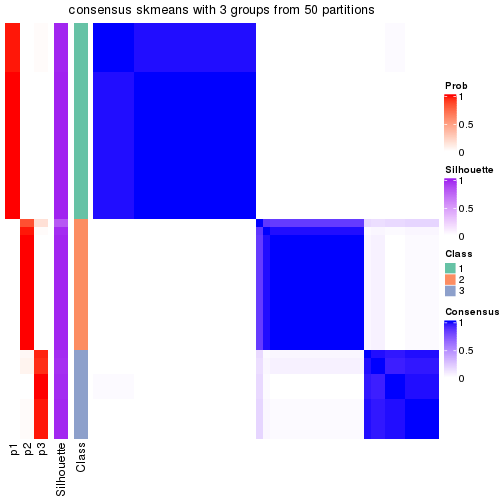 consensus skmeans with 3 groups from 50 partitions
Prob
1
0.5
0
Silhouette
1
0.5
0
Class
1
2
3
Consensus
1
0.5
0
p1
p2
p3
Silhouette
Class